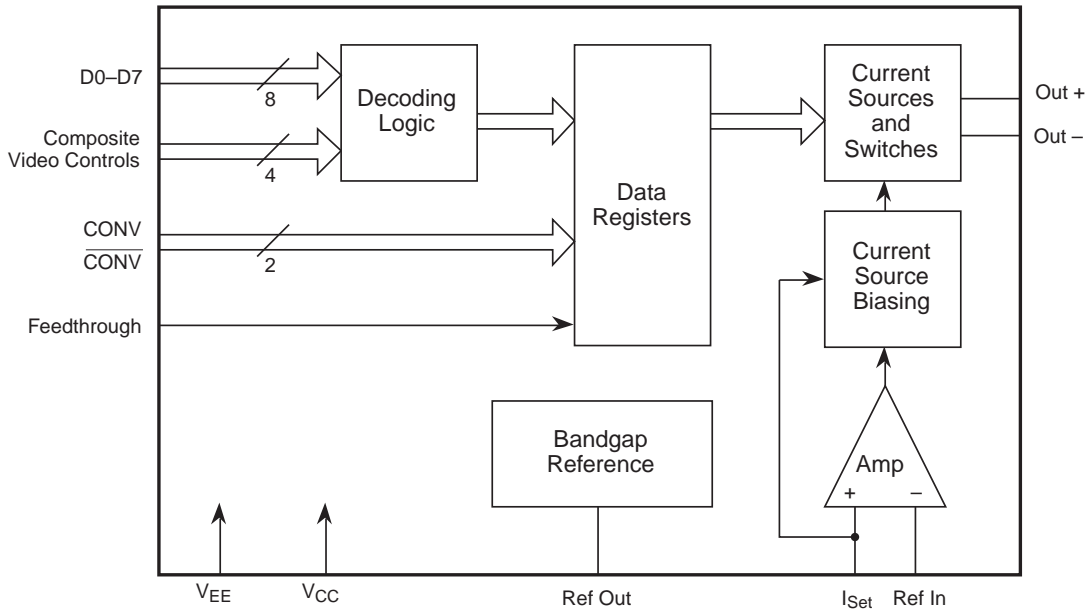 D0–D7
8
Composite
Video Controls
4
CONV
CONV
2
Feedthrough
Decoding
Logic
Data
Registers
Current
Sources
and
Switches
Out +
Out –
Current
Source
Biasing
Bandgap
Reference
Amp
+ –
VEE
VCC
Ref Out
ISet
Ref In